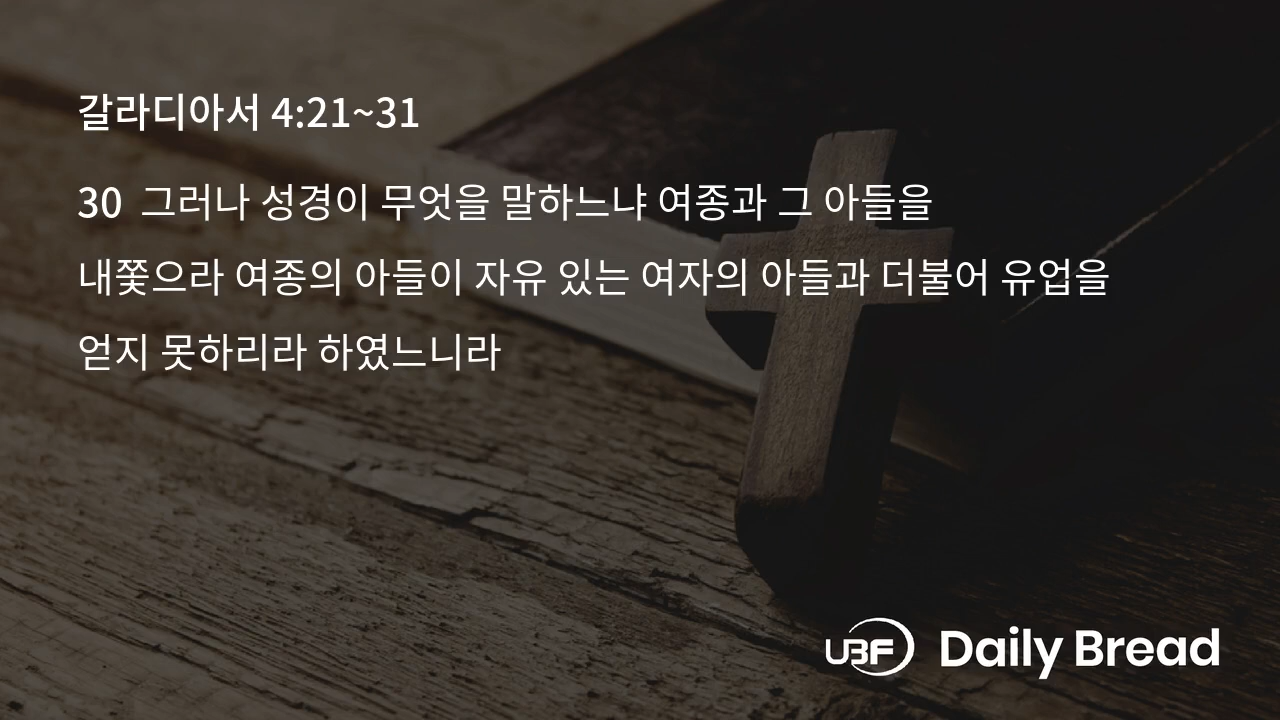 갈라디아서 4:21~31
30 그러나 성경이 무엇을 말하느냐 여종과 그 아들을
내쫓으라 여종의 아들이 자유 있는 여자의 아들과 더불어 유업을
얻지 못하리라 하였느니라
UBF Daily Bread